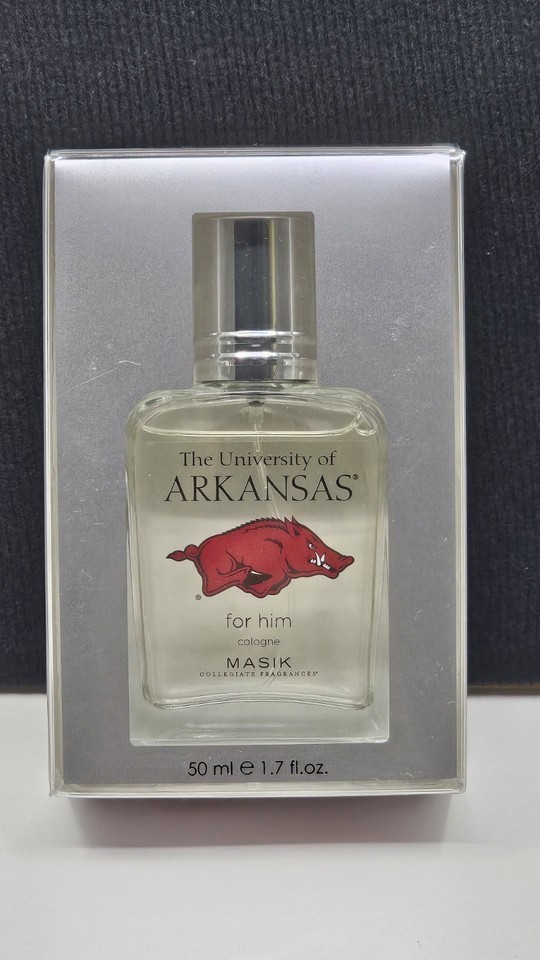 The University of
ARKANSAS®
®
for him
cologne
MASIK
COLLEGIATE FRAGRANCES®
50 ml ℮ 1.7 fl.oz.